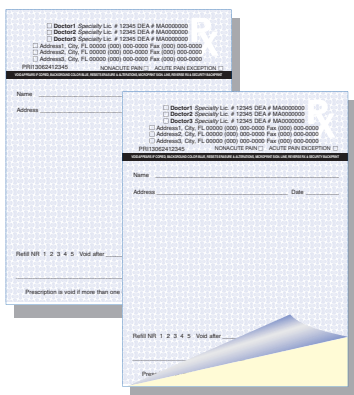 Rx
☐ Doctor1 Specialty Lic. # 12345 DEA # MA0000000
☐ Doctor2 Specialty Lic. # 12345 DEA # MA0000000
☐ Doctor3 Specialty Lic. # 12345 DEA # MA0000000
☐ Address1, City, FL 00000 (000) 000-0000 Fax (000) 000-0000
☐ Address2, City, FL 00000 (000) 000-0000 Fax (000) 000-0000
☐ Address3, City, FL 00000 (000) 000-0000 Fax (000) 000-0000
PRI13062412345 NONACUTE PAIN ☐ ACUTE PAIN EXCEPTION ☐
Name
Address
Refill NR 1 2 3 4 5 Void after
Prescription is void if more than one
Rx
☐ Doctor1 Specialty Lic. # 12345 DEA # MA0000000
☐ Doctor2 Specialty Lic. # 12345 DEA # MA0000000
☐ Doctor3 Specialty Lic. # 12345 DEA # MA0000000
☐ Address1, City, FL 00000 (000) 000-0000 Fax (000) 000-0000
☐ Address2, City, FL 00000 (000) 000-0000 Fax (000) 000-0000
☐ Address3, City, FL 00000 (000) 000-0000 Fax (000) 000-0000
PRI13062412345 NONACUTE PAIN ☐ ACUTE PAIN EXCEPTION ☐
Name
Address Date
Refill NR 1 2 3 4 5 Void after